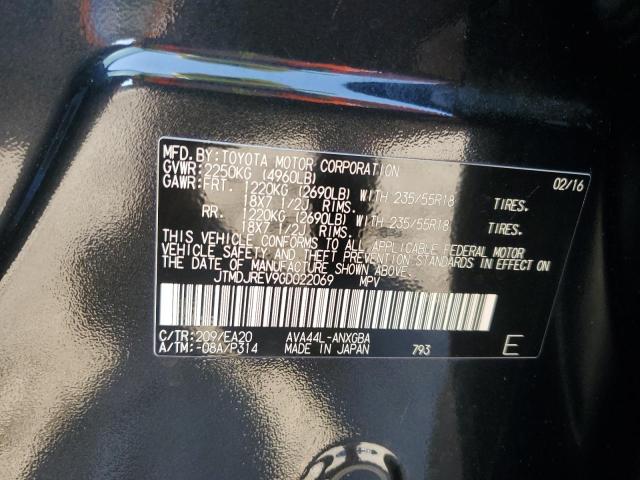 MFD. BY: TOYOTA MOTOR CORPORATION 02/16
GVWR: 2250KG (4960LB)
GAWR: FRT. 1220KG (2690LB) WITH 235/55R18 TIRES.
18X7 1/2J RIMS.
RR. 1220KG (2690LB) WITH 235/55R18 TIRES.
18X7 1/2J RIMS.
THIS VEHICLE CONFORMS TO ALL APPLICABLE FEDERAL MOTOR
VEHICLE SAFETY AND THEFT PREVENTION STANDARDS IN EFFECT
ON THE DATE OF MANUFACTURE SHOWN ABOVE.
JTMDJREV9GD022069 MPV
C/TR: 209/EA20 AVA44L-ANXGBA
A/TM: -08A/P314 MADE IN JAPAN 793 E